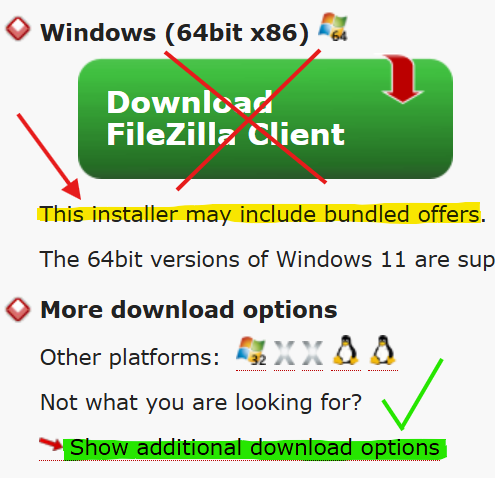 Windows (64bit x86) 64
Download
FileZilla Client
This installer may include bundled offers.
The 64bit versions of Windows 11 are sup
More download options
Other platforms: 32 X X
Not what you are looking for?
Show additional download options